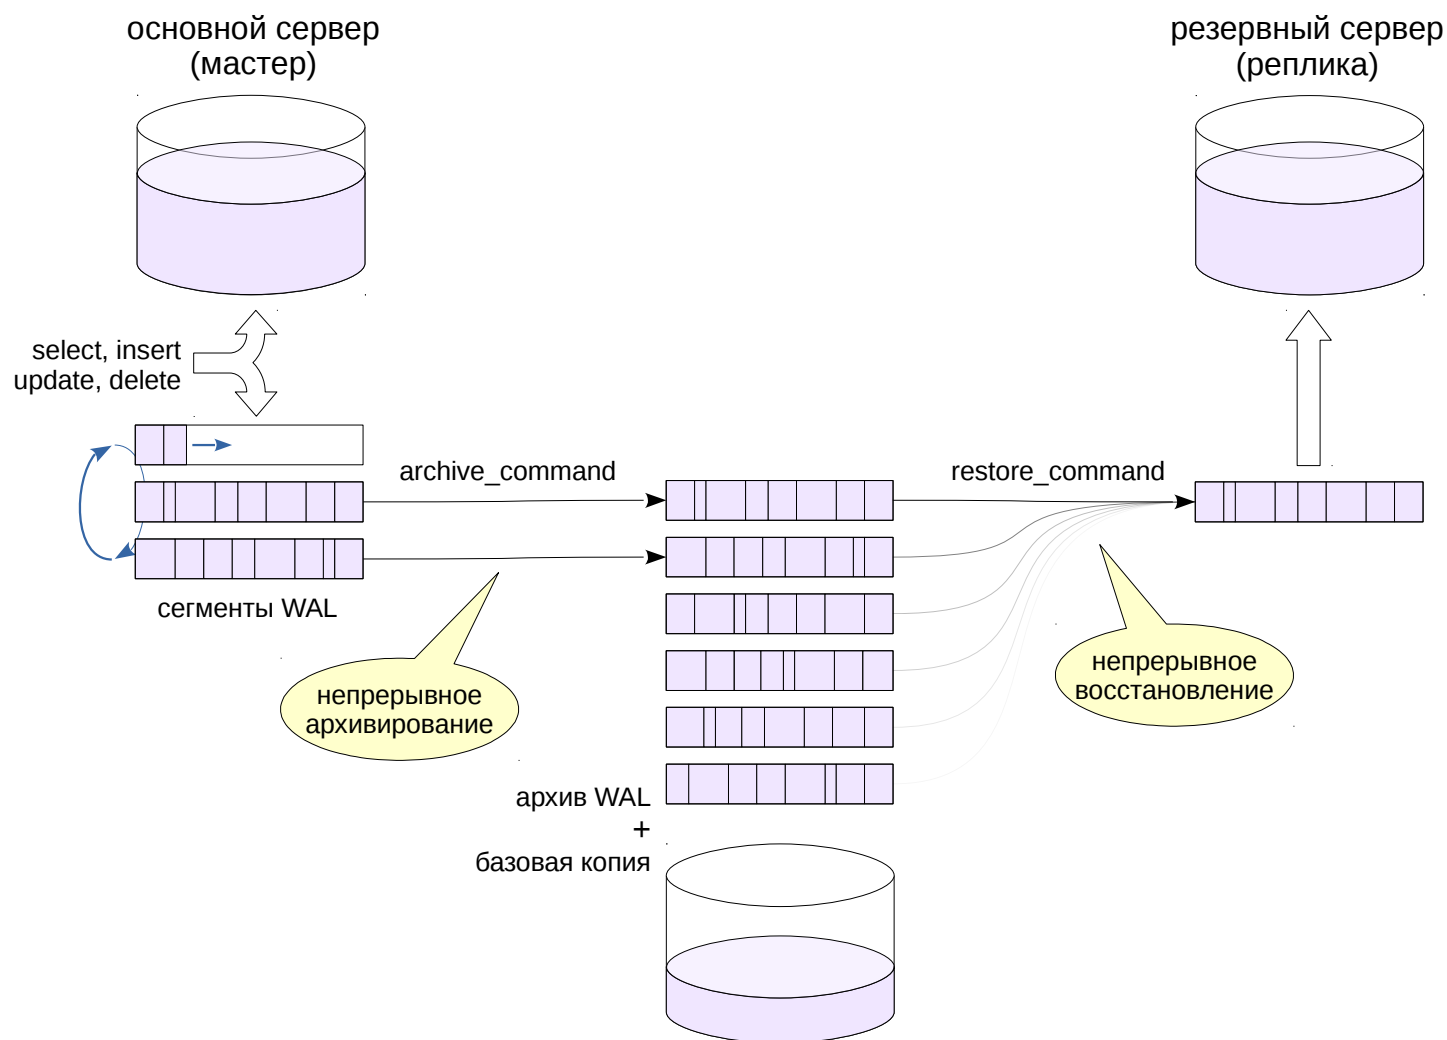 основной сервер
(мастер)
резервный сервер
(реплика)
select, insert
update, delete
archive_command
restore_command
сегменты WAL
непрерывное
архивирование
непрерывное
восстановление
архив WAL
+
базовая копия